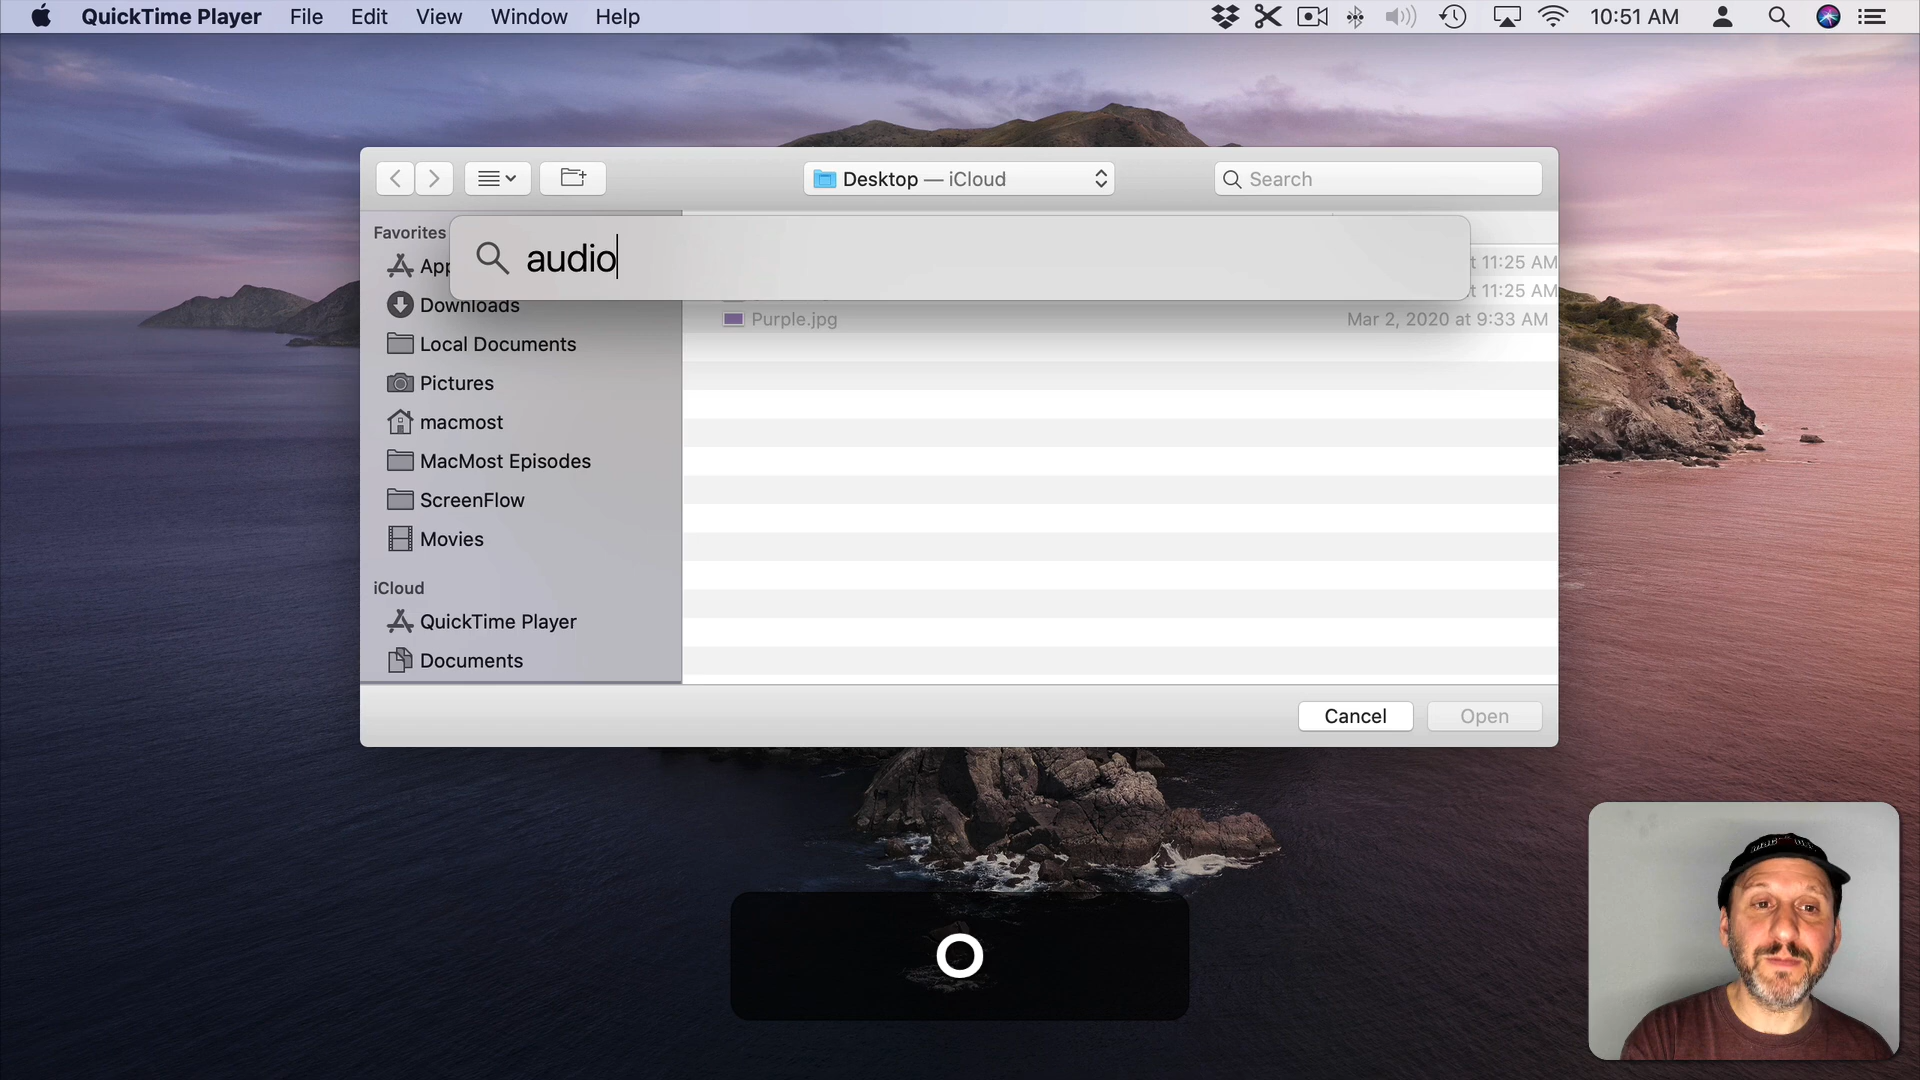 QuickTime Player File Edit View Window Help 10:51 AM
Desktop — iCloud Search
Favorites
audio
App
t 11:25 AM
Downloads
t 11:25 AM
Purple.jpg Mar 2, 2020 at 9:33 AM
Local Documents
Pictures
macmost
MacMost Episodes
ScreenFlow
Movies
iCloud
QuickTime Player
Documents
Cancel Open
O